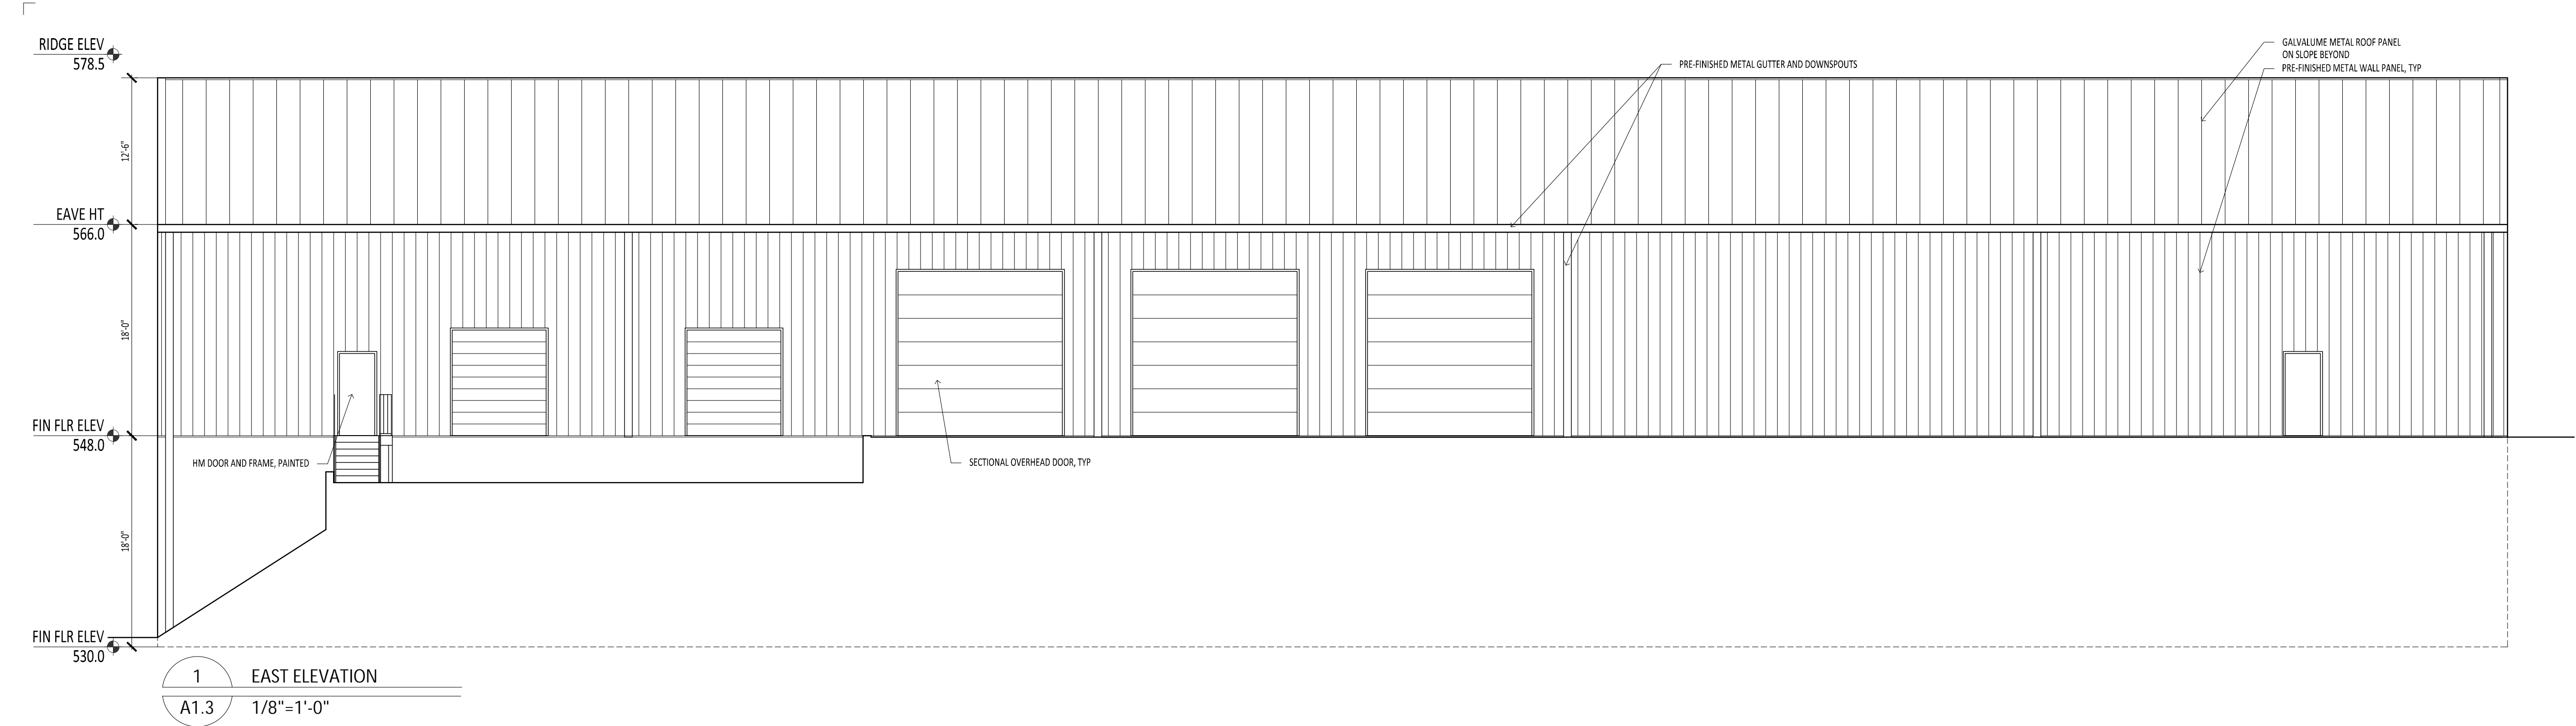 RIDGE ELEV
578.5
GALVALUME METAL ROOF PANEL
ON SLOPE BEYOND
PRE-FINISHED METAL GUTTER AND DOWNSPOUTS
PRE-FINISHED METAL WALL PANEL, TYP
12'-6"
EAVE HT
566.0
18'-0"
FIN FLR ELEV
548.0
HM DOOR AND FRAME, PAINTED
SECTIONAL OVERHEAD DOOR, TYP
18'-0"
FIN FLR ELEV
530.0
1 EAST ELEVATION
A1.3 1/8"=1'-0"